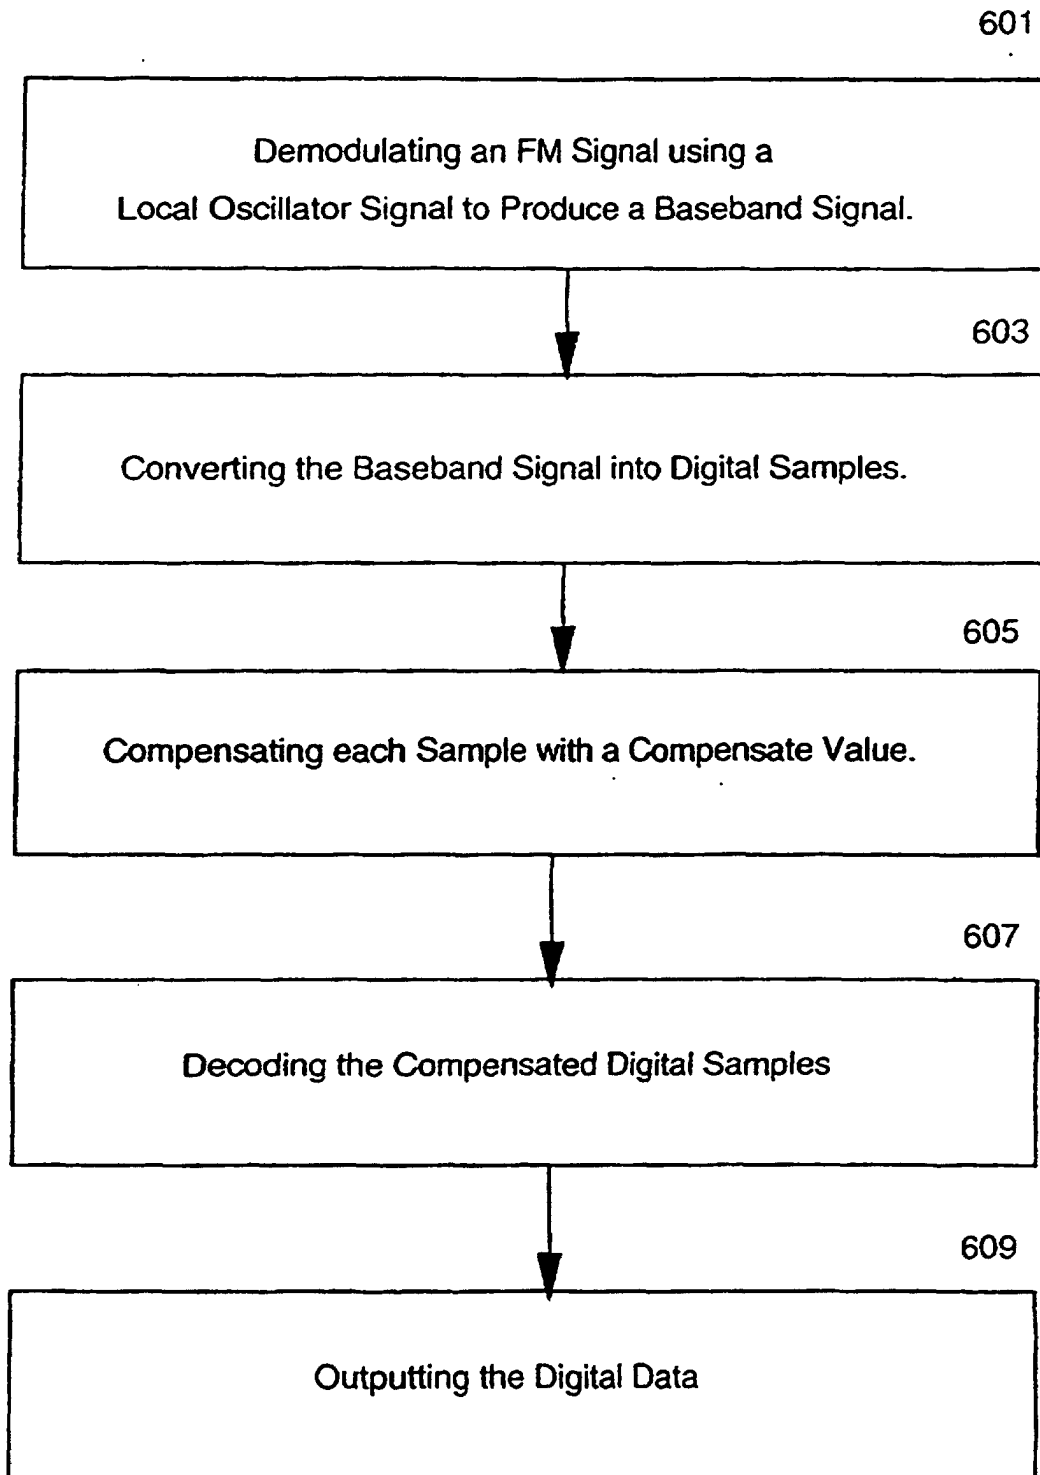 601
Demodulating an FM Signal using a
Local Oscillator Signal to Produce a Baseband Signal.
603
Converting the Baseband Signal into Digital Samples.
605
Compensating each Sample with a Compensate Value.
607
Decoding the Compensated Digital Samples
609
Outputting the Digital Data